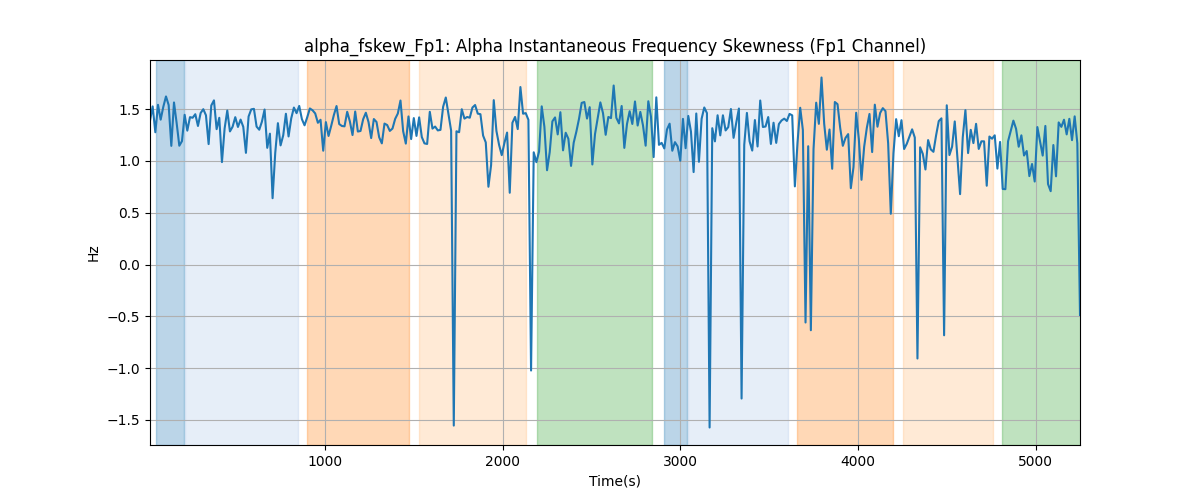 alpha_fskew_Fp1: Alpha Instantaneous Frequency Skewness (Fp1 Channel)
1.5
1.0
0.5
0.0
−0.5
−1.0
−1.5
Hz
1000 2000 3000 4000 5000
Time(s)